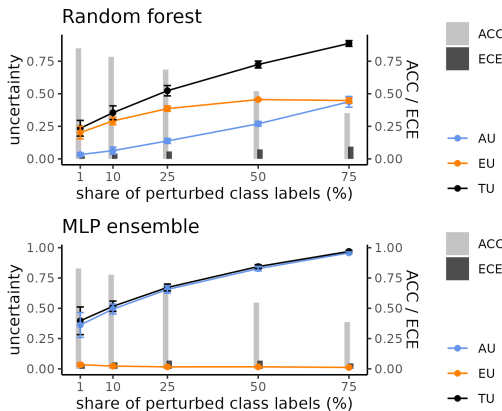 Random forest
uncertainty
0.75
0.50
0.25
0.00
0.75
0.50
0.25
0.00
ACC / ECE
1 10 25 50 75
share of perturbed class labels (%)
ACC
ECE
AU
EU
TU
MLP ensemble
uncertainty
1.00
0.75
0.50
0.25
0.00
1.00
0.75
0.50
0.25
0.00
ACC / ECE
1 10 25 50 75
share of perturbed class labels (%)
ACC
ECE
AU
EU
TU